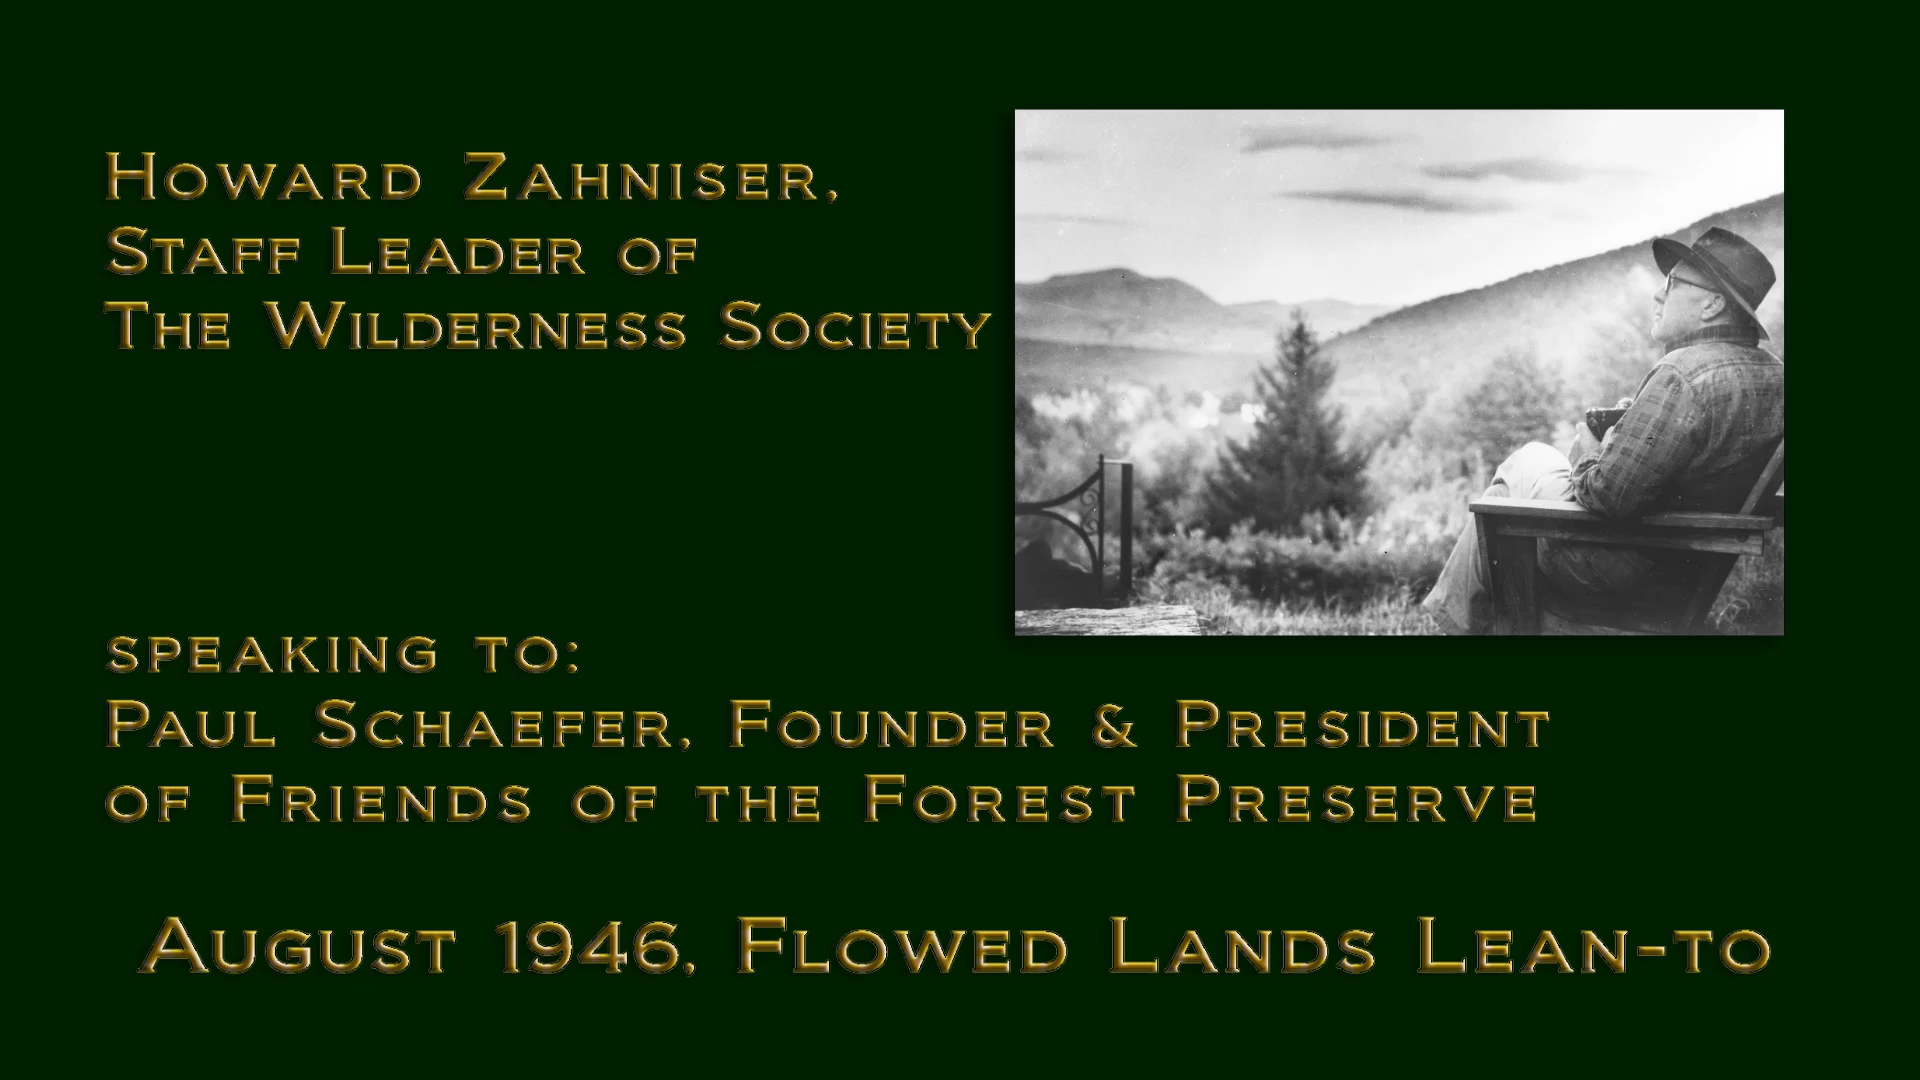 Howard Zahniser,
Staff Leader of
The Wilderness Society
speaking to:
Paul Schaefer, Founder & President
of Friends of the Forest Preserve
August 1946, Flowed Lands Lean-to